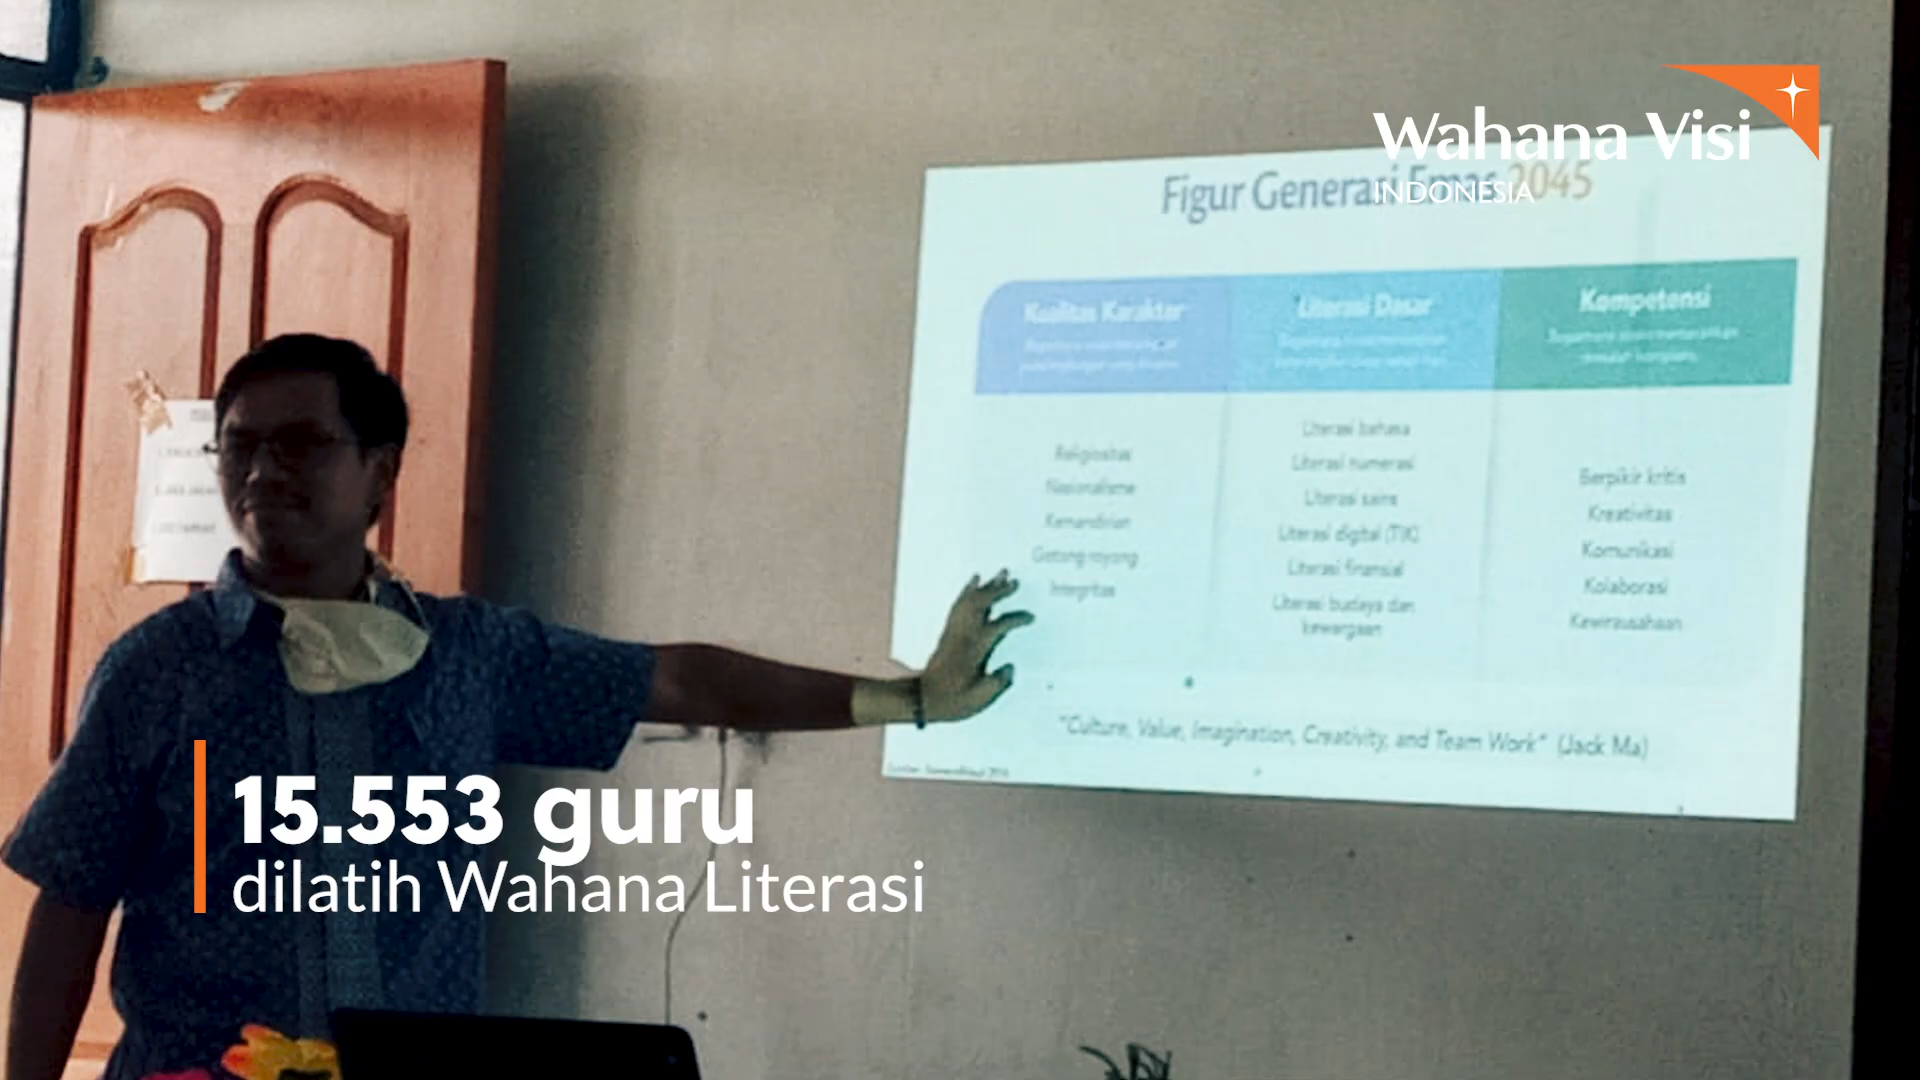 Wahana Visi
INDONESIA
Figur Generasi Emas 2045
Kualitas Karakter
Literasi Dasar
Kompetensi
Religiositas
Nasionalisme
Kemandirian
Gotong royong
Integritas
Literasi bahasa
Literasi numerasi
Literasi sains
Literasi digital (TIK)
Literasi finansial
Literasi budaya dan
kewargaan
Berpikir kritis
Kreativitas
Komunikasi
Kolaborasi
Kewirausahaan
"Culture, Value, Imagination, Creativity, and Team Work" (Jack Ma)
15.553 guru
dilatih Wahana Literasi